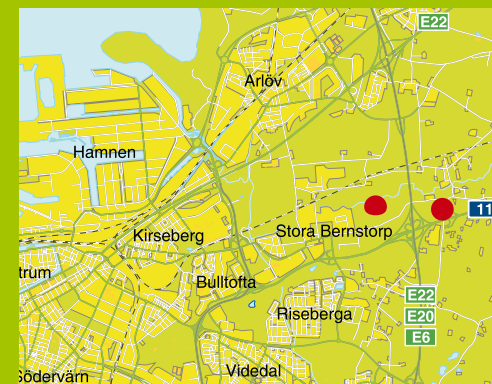 E22
Arlöv
Hamnen
11
Stora Bernstorp
Kirseberg
trum
Bulltofta
E22
Riseberga
E20
E6
Videdal
Södervärn